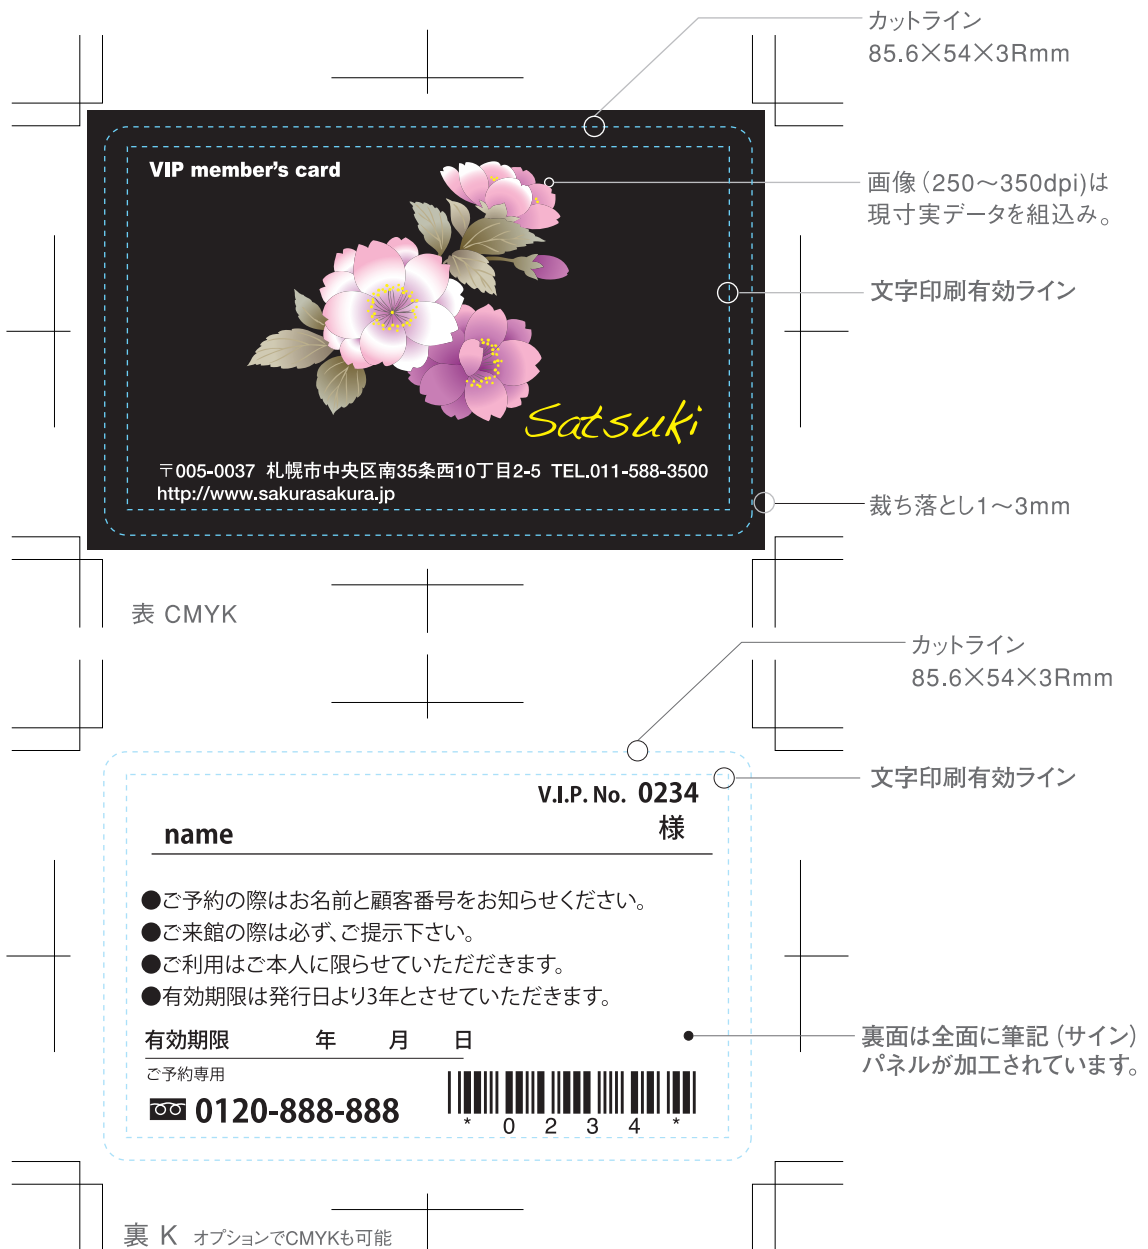 カットライン
85.6×54×3Rmm
VIP member's card
画像（250〜350dpi)は
現寸実データを組込み。
文字印刷有効ライン
Satsuki
〒005-0037 札幌市中央区南35条西10丁目2-5 TEL.011-588-3500
http://www.sakurasakura.jp
裁ち落とし1〜3mm
表 CMYK
カットライン
85.6×54×3Rmm
文字印刷有効ライン
V.I.P. No. 0234
name 様
●ご予約の際はお名前と顧客番号をお知らせください。
●ご来館の際は必ず、ご提示下さい。
●ご利用はご本人に限らせていただだきます。
●有効期限は発行日より3年とさせていただきます。
有効期限 年 月 日
裏面は全面に筆記（サイン）
パネルが加工されています。
ご予約専用
0120-888-888
* 0 2 3 4 *
裏 K オプションでCMYKも可能